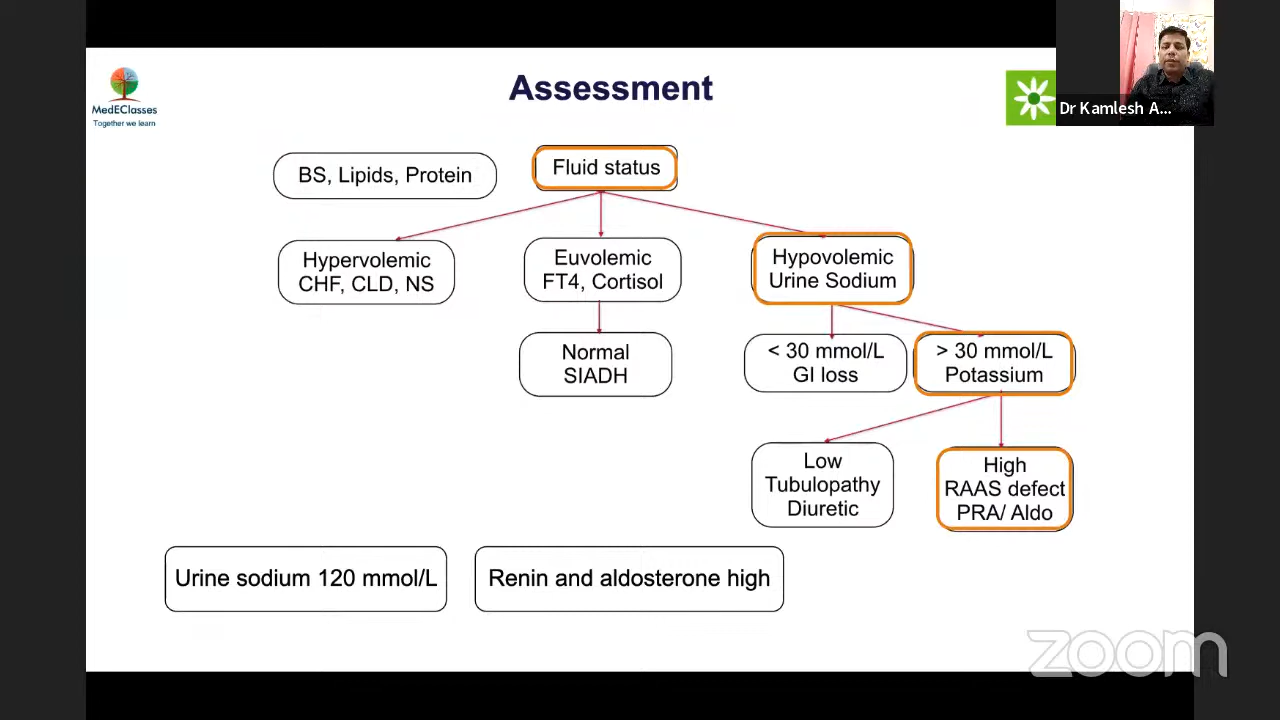 Assessment
MedEClasses
Together we learn
Dr Kamlesh A...
BS, Lipids, Protein
Fluid status
Hypervolemic
CHF, CLD, NS
Euvolemic
FT4, Cortisol
Hypovolemic
Urine Sodium
Normal
SIADH
< 30 mmol/L
GI loss
> 30 mmol/L
Potassium
Low
Tubulopathy
Diuretic
High
RAAS defect
PRA/ Aldo
Urine sodium 120 mmol/L
Renin and aldosterone high
zoom